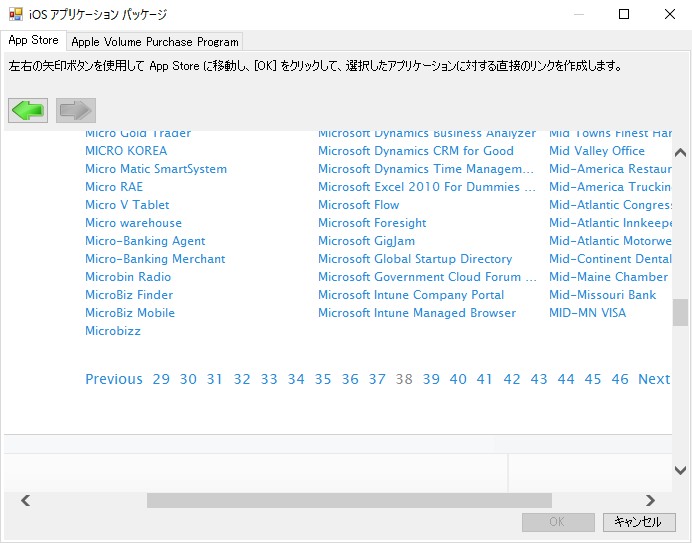 iOS アプリケーション パッケージ
App Store
Apple Volume Purchase Program
左右の矢印ボタンを使用して App Store に移動し、[OK] をクリックして、選択したアプリケーションに対する直接のリンクを作成します。
Micro Gold Trader
MICRO KOREA
Micro Matic SmartSystem
Micro RAE
Micro V Tablet
Micro warehouse
Micro-Banking Agent
Micro-Banking Merchant
Microbin Radio
MicroBiz Finder
MicroBiz Mobile
Microbizz
Microsoft Dynamics Business Analyzer
Microsoft Dynamics CRM for Good
Microsoft Dynamics Time Managem...
Microsoft Excel 2010 For Dummies ...
Microsoft Flow
Microsoft Foresight
Microsoft GigJam
Microsoft Global Startup Directory
Microsoft Government Cloud Forum ...
Microsoft Intune Company Portal
Microsoft Intune Managed Browser
Mid Towns Finest Har
Mid Valley Office
Mid-America Restaur
Mid-America Truckin
Mid-Atlantic Congres
Mid-Atlantic Innkeepe
Mid-Atlantic Motorwe
Mid-Continent Dental
Mid-Maine Chamber
Mid-Missouri Bank
MID-MN VISA
Previous 29 30 31 32 33 34 35 36 37 38 39 40 41 42 43 44 45 46 Next
OK
キャンセル